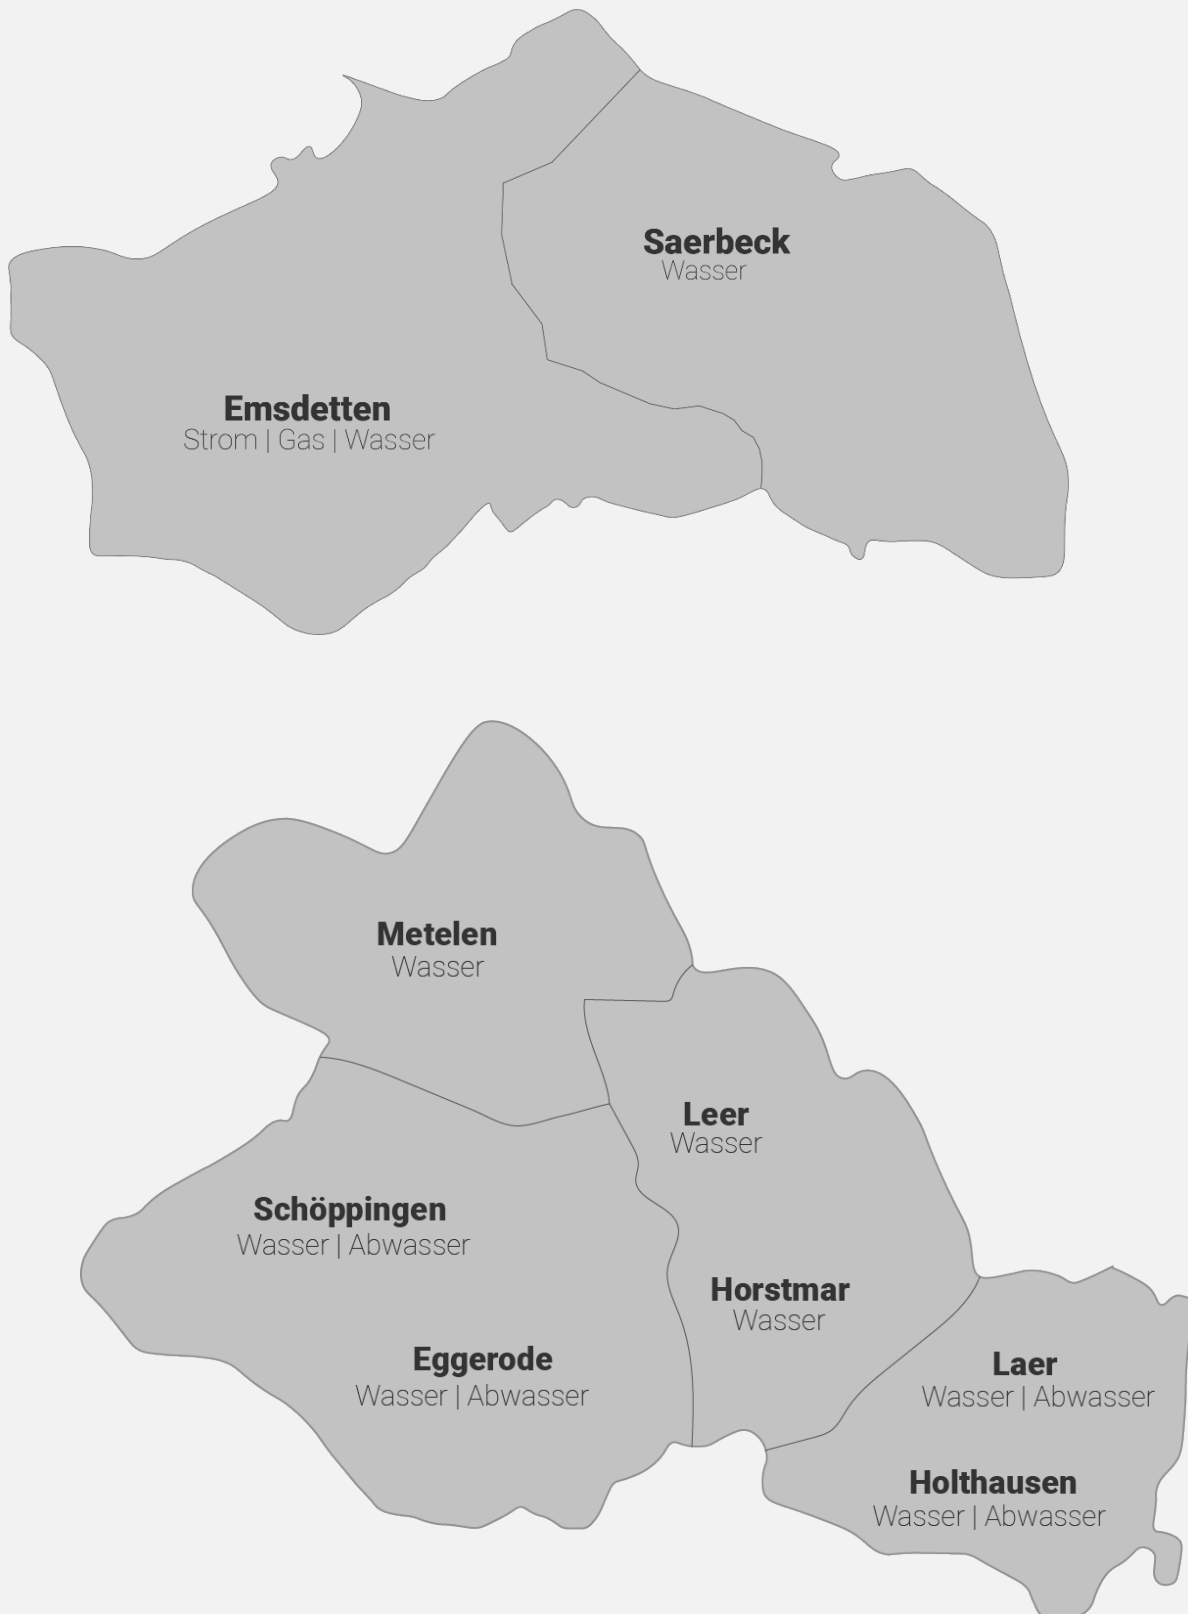 Saerbeck
Wasser
Emsdetten
Strom | Gas | Wasser
Metelen
Wasser
Leer
Wasser
Schöppingen
Wasser | Abwasser
Horstmar
Wasser
Eggerode
Wasser | Abwasser
Laer
Wasser | Abwasser
Holthausen
Wasser | Abwasser